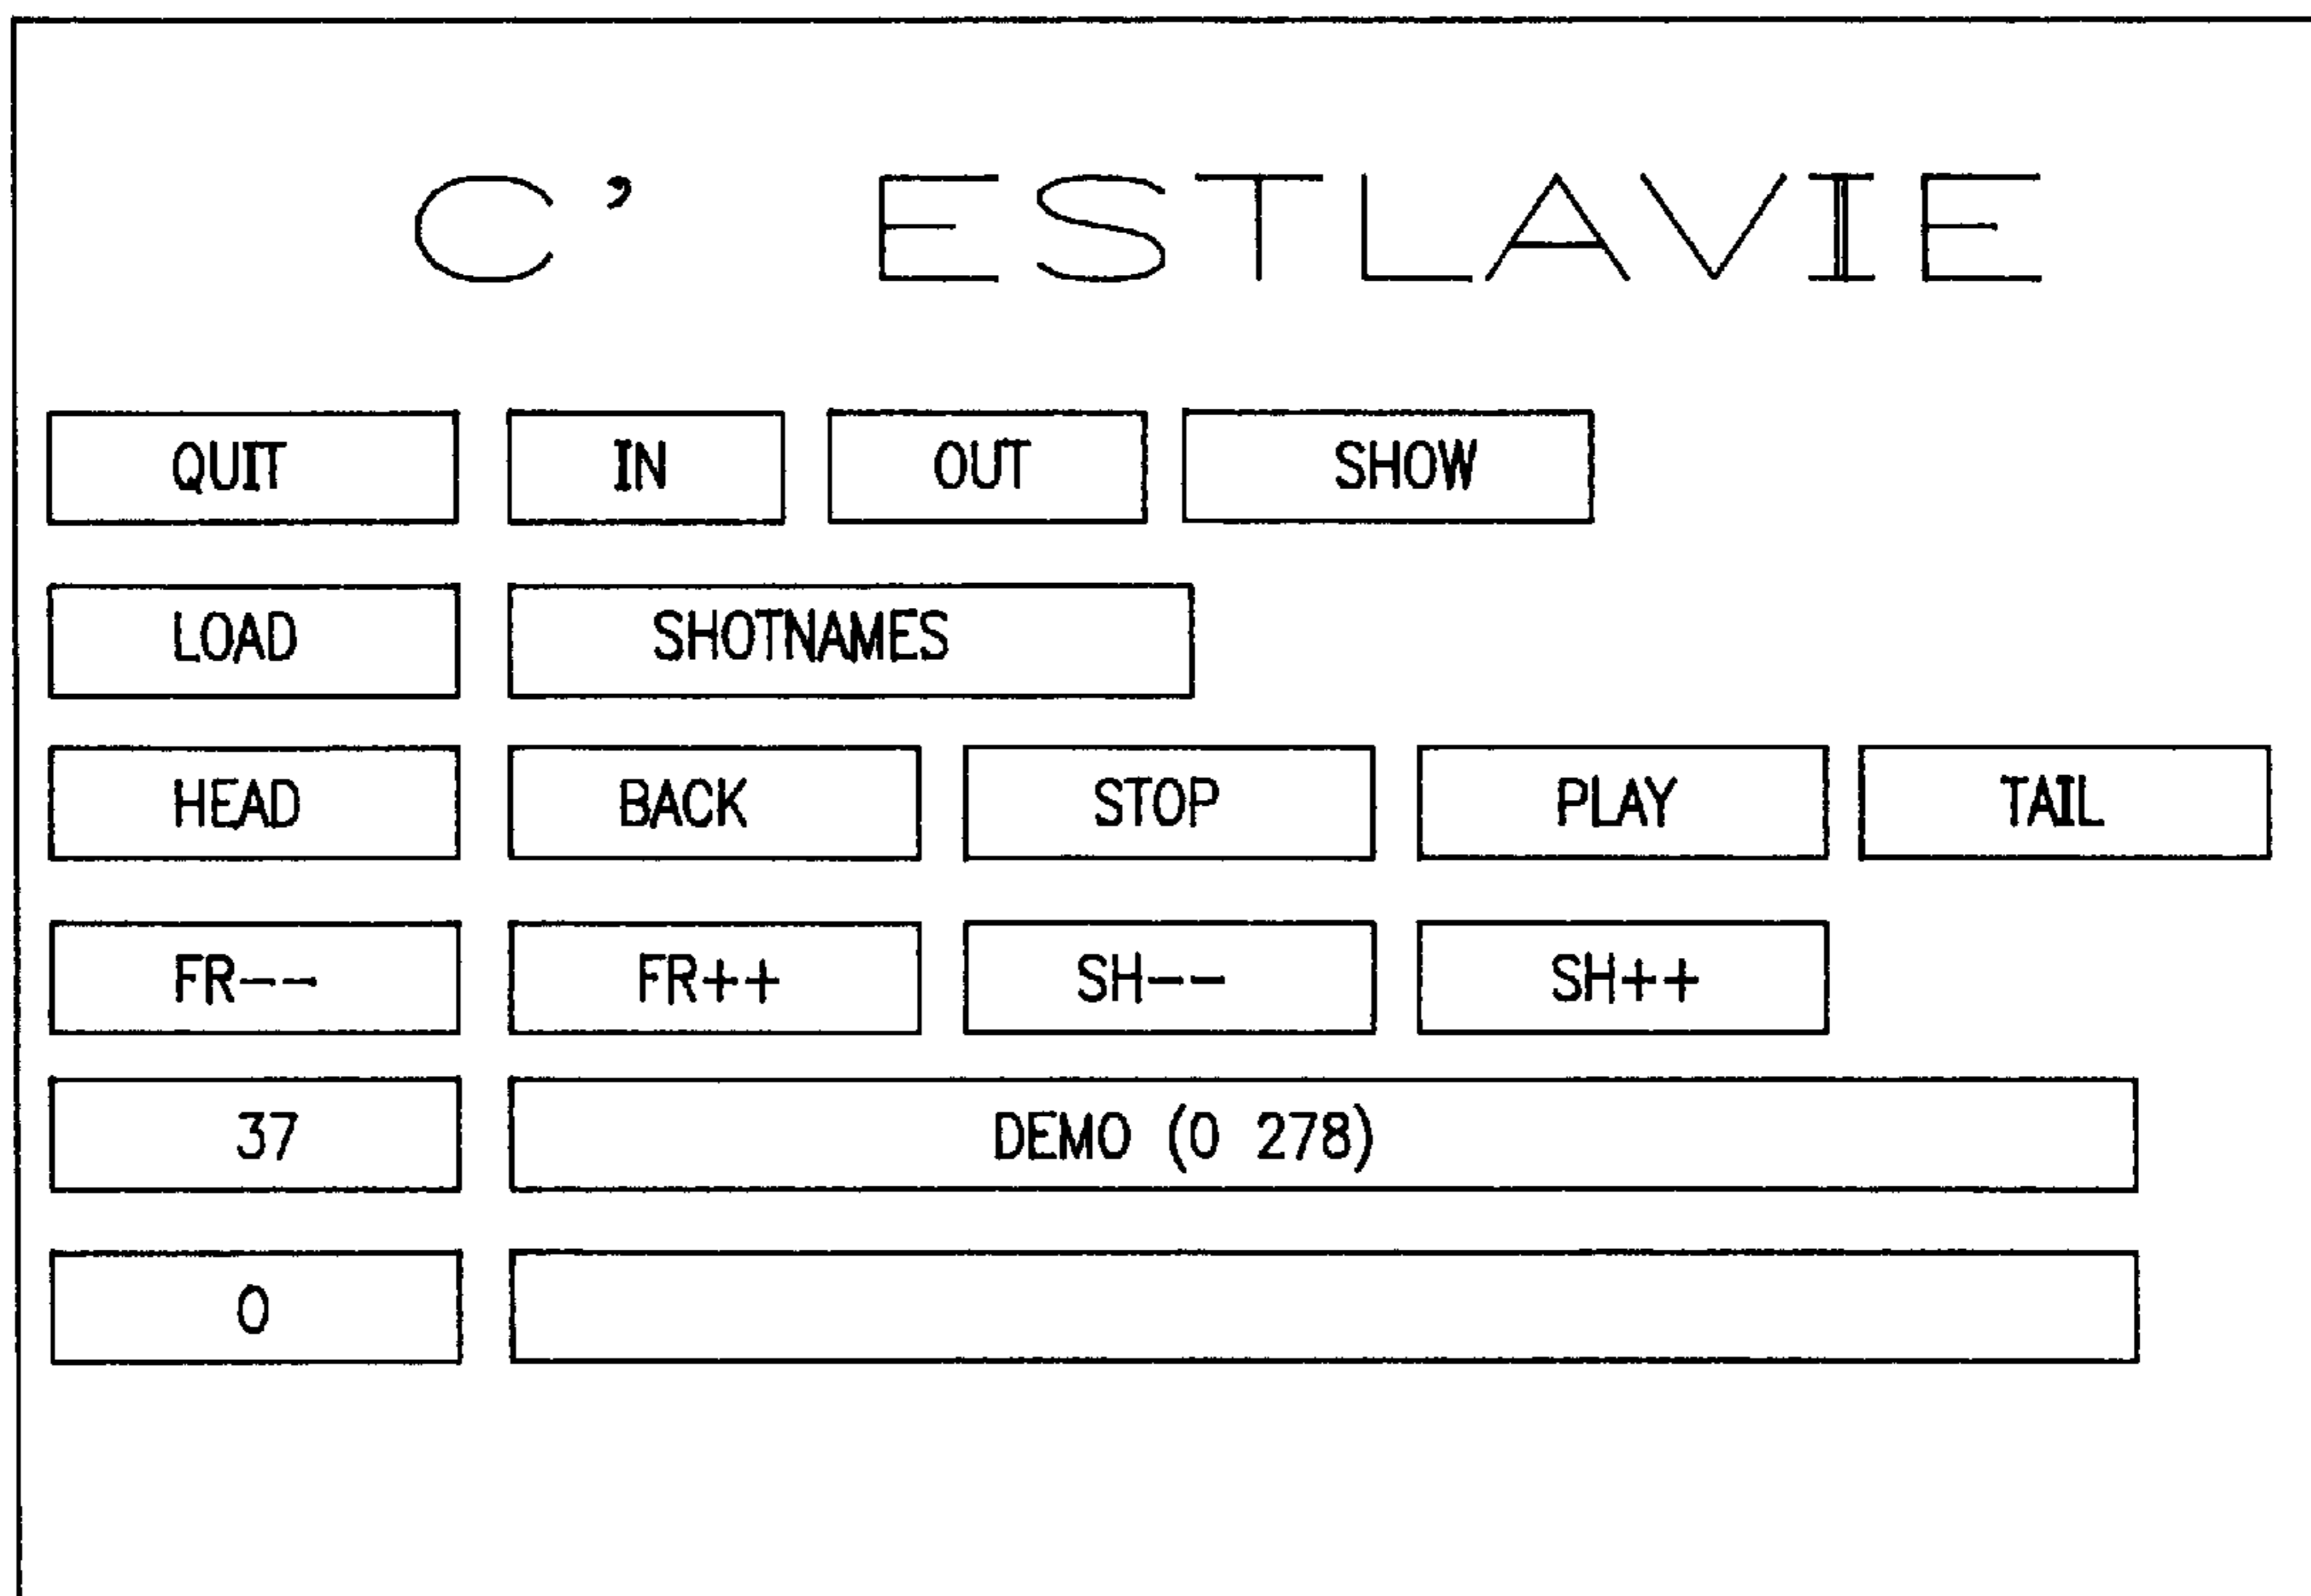 C' ESTLAVIE
QUIT IN OUT SHOW
LOAD SHOTNAMES
HEAD BACK STOP PLAY TAIL
FR-- FR++ SH-- SH++
37 DEMO (0 278)
0